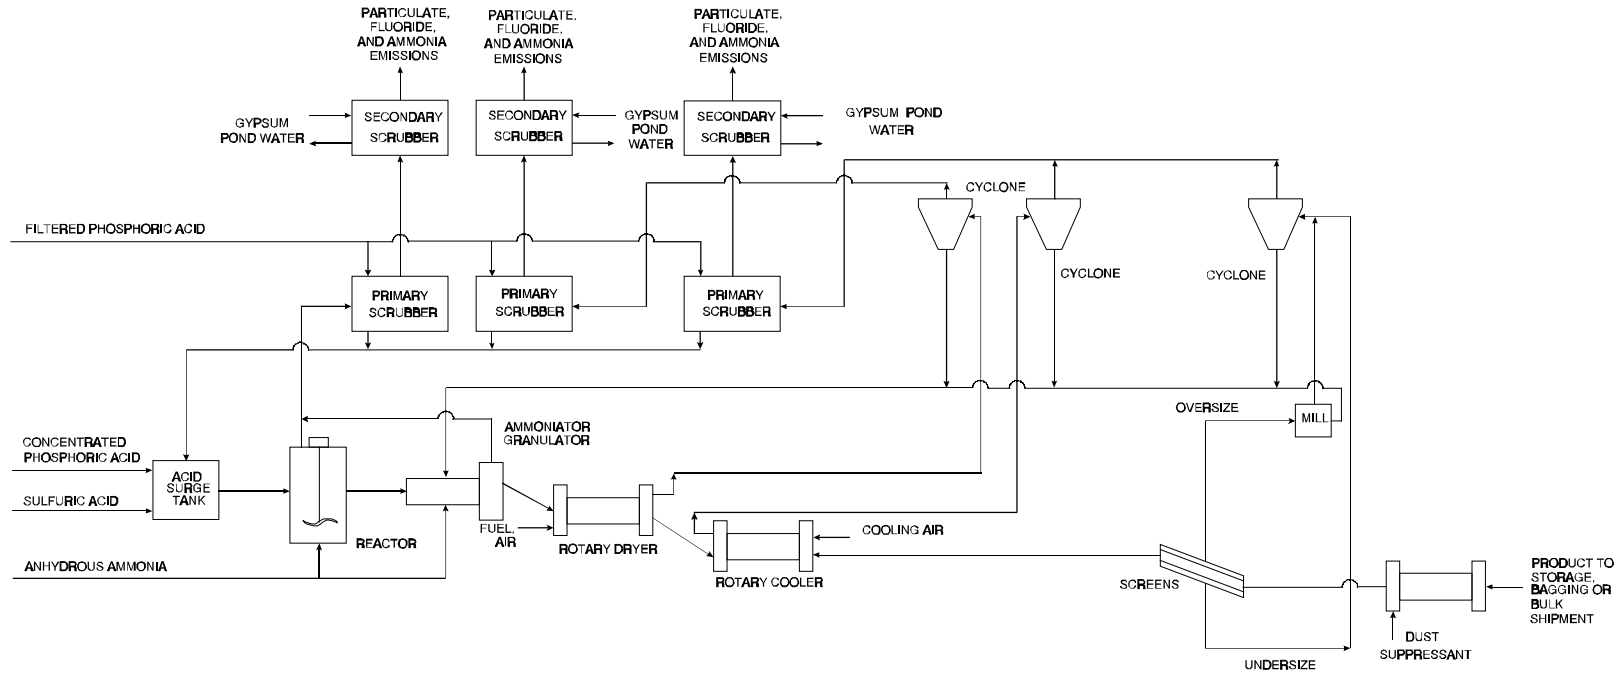 PARTICULATE,
FLUORIDE,
AND AMMONIA
EMISSIONS
PARTICULATE,
FLUORIDE,
AND AMMONIA
EMISSIONS
PARTICULATE,
FLUORIDE,
AND AMMONIA
EMISSIONS
GYPSUM
POND WATER
SECONDARY
SCRUBBER
SECONDARY
SCRUBBER
GYPSUM
POND
WATER
SECONDARY
SCRUBBER
GYPSUM POND
WATER
CYCLONE
FILTERED PHOSPHORIC ACID
CYCLONE
CYCLONE
PRIMARY
SCRUBBER
PRIMARY
SCRUBBER
PRIMARY
SCRUBBER
OVERSIZE
MILL
AMMONIATOR
GRANULATOR
CONCENTRATED
PHOSPHORIC ACID
ACID
SURGE
TANK
SULFURIC ACID
REACTOR
FUEL,
AIR
ROTARY DRYER
COOLING AIR
ROTARY COOLER
ANHYDROUS AMMONIA
SCREENS
PRODUCT TO
STORAGE,
BAGGING OR
BULK
SHIPMENT
DUST
SUPPRESSANT
UNDERSIZE